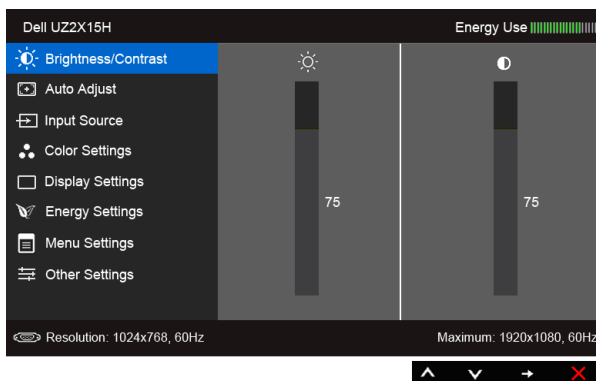 Dell UZ2X15H
Energy Use
Brightness/Contrast
Auto Adjust
Input Source
Color Settings
Display Settings
Energy Settings
Menu Settings
Other Settings
75
75
Resolution: 1024x768, 60Hz
Maximum: 1920x1080, 60Hz